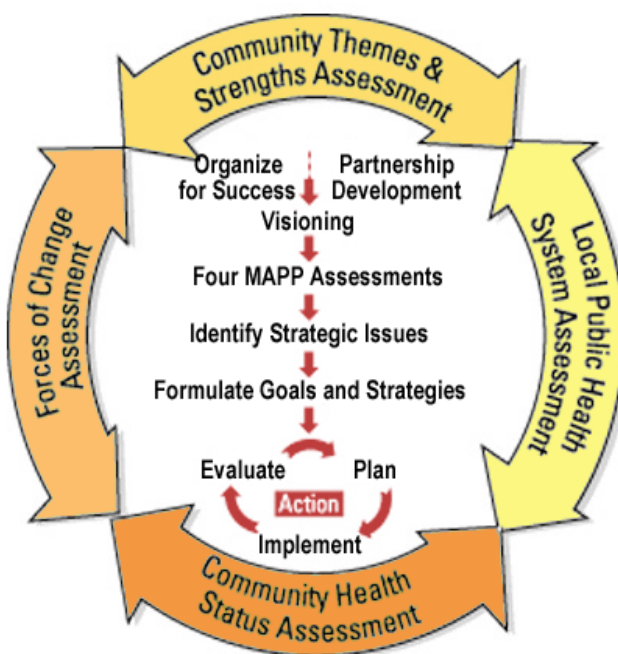 Community Themes &
Strengths Assessment
Organize
for Success
Partnership
Development
Visioning
Four MAPP Assessments
Identify Strategic Issues
Formulate Goals and Strategies
Evaluate
Plan
Action
Implement
Forces of Change
Assessment
Local Public Health
System Assessment
Community Health
Status Assessment